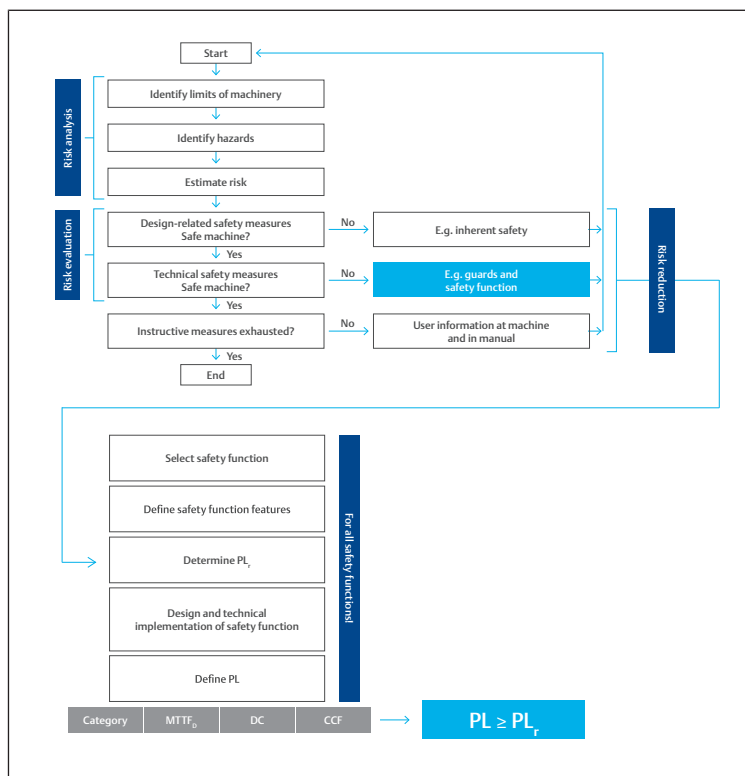 Start
Risk analysis
Identify limits of machinery
Identify hazards
Estimate risk
Risk evaluation
Design-related safety measures
Safe machine?
No
E.g. inherent safety
Yes
Technical safety measures
Safe machine?
No
E.g. guards and
safety function
Yes
Instructive measures exhausted?
No
User information at machine
and in manual
Yes
End
Risk reduction
Select safety function
Define safety function features
Determine PLr
Design and technical
implementation of safety function
Define PL
For all safety functions!
Category
MTTFD
DC
CCF
PL ≥ PLr